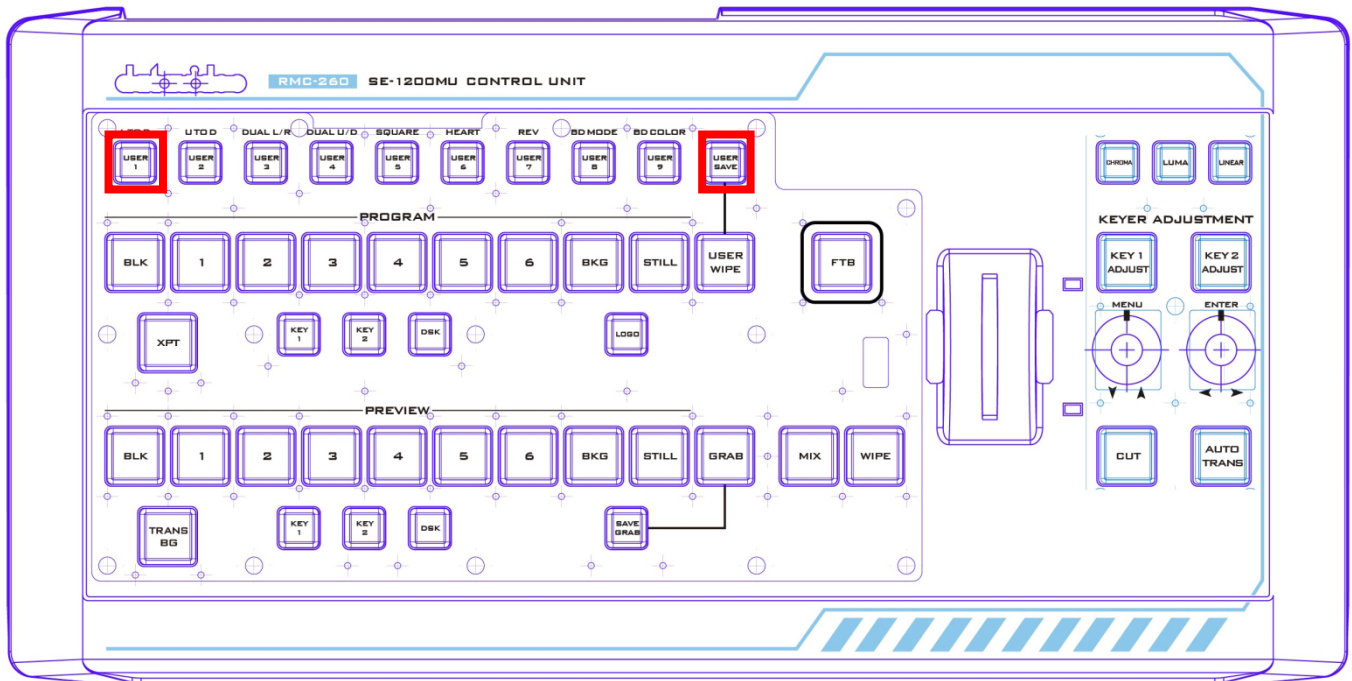 RMC-260 SE-1200MU CONTROL UNIT
U TO D DUAL L/R DUAL U/D SQUARE HEART REV BD MODE BD COLOR
USER 1 USER 2 USER 3 USER 4 USER 5 USER 6 USER 7 USER 8 USER 9 USER SAVE
CHROMA LUMA LINEAR
PROGRAM
KEYER ADJUSTMENT
BLK 1 2 3 4 5 6 BKG STILL USER WIPE FTB
KEY 1 ADJUST KEY 2 ADJUST
MENU ENTER
XPT KEY 1 KEY 2 DSK LOGO
PREVIEW
BLK 1 2 3 4 5 6 BKG STILL GRAB MIX WIPE
CUT AUTO TRANS
TRANS BG KEY 1 KEY 2 DSK SAVE GRAB